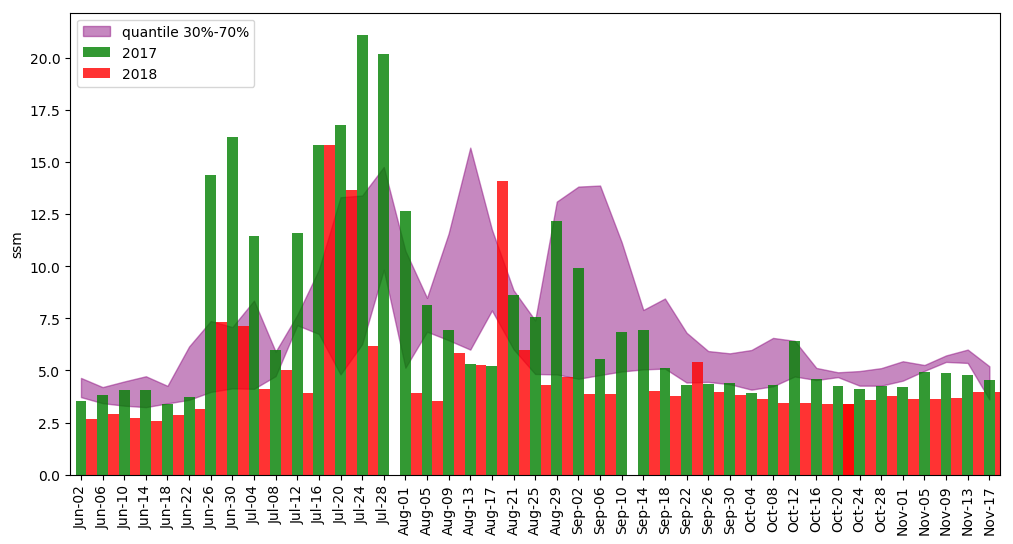 quantile 30%-70%
2017
2018
20.0
17.5
15.0
12.5
10.0
7.5
5.0
2.5
0.0
ssm
Jun-02
Jun-06
Jun-10
Jun-14
Jun-18
Jun-22
Jun-26
Jun-30
Jul-04
Jul-08
Jul-12
Jul-16
Jul-20
Jul-24
Jul-28
Aug-01
Aug-05
Aug-09
Aug-13
Aug-17
Aug-21
Aug-25
Aug-29
Sep-02
Sep-06
Sep-10
Sep-14
Sep-18
Sep-22
Sep-26
Sep-30
Oct-04
Oct-08
Oct-12
Oct-16
Oct-20
Oct-24
Oct-28
Nov-01
Nov-05
Nov-09
Nov-13
Nov-17